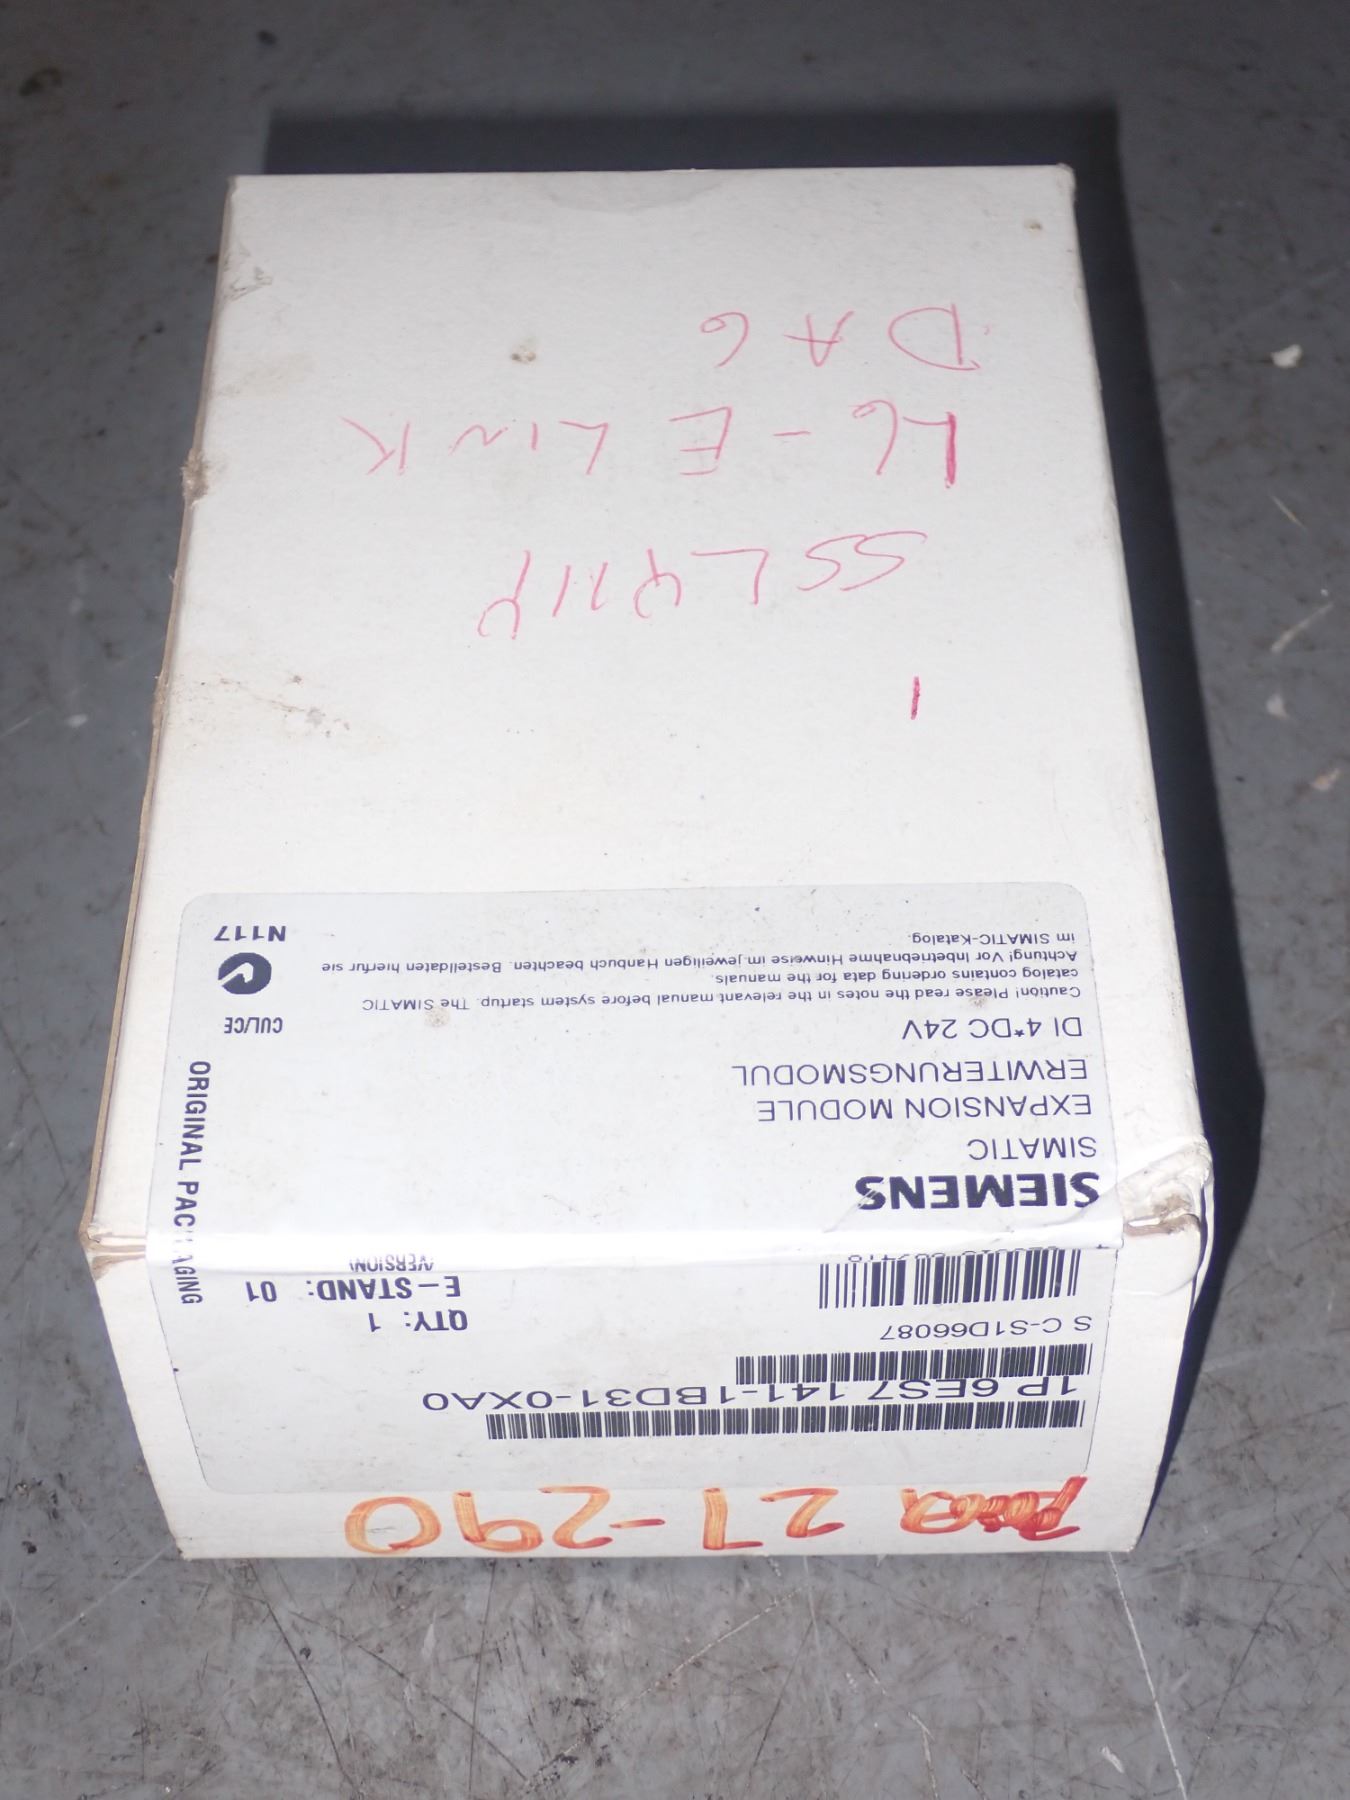 27-290
1P 6ES7 141-1BD31-0XA0
S C-S1D66087
QTY: 1
E-STAND: 01
(VERSION)
ORIGINAL PACKAGING
SIEMENS
SIMATIC
EXPANSION MODULE
ERWITERUNGSMODUL
DI 4*DC 24V
CUL/CE
Caution! Please read the notes in the relevant manual before system startup. The SIMATIC
catalog contains ordering data for the manuals.
Achtung! Vor Inbetriebnahme Hinweise im jeweiligen Hanbuch beachten. Bestelldaten hierfur sie
im SIMATIC-Katalog.
N117
1
L6-E LINK
DA6